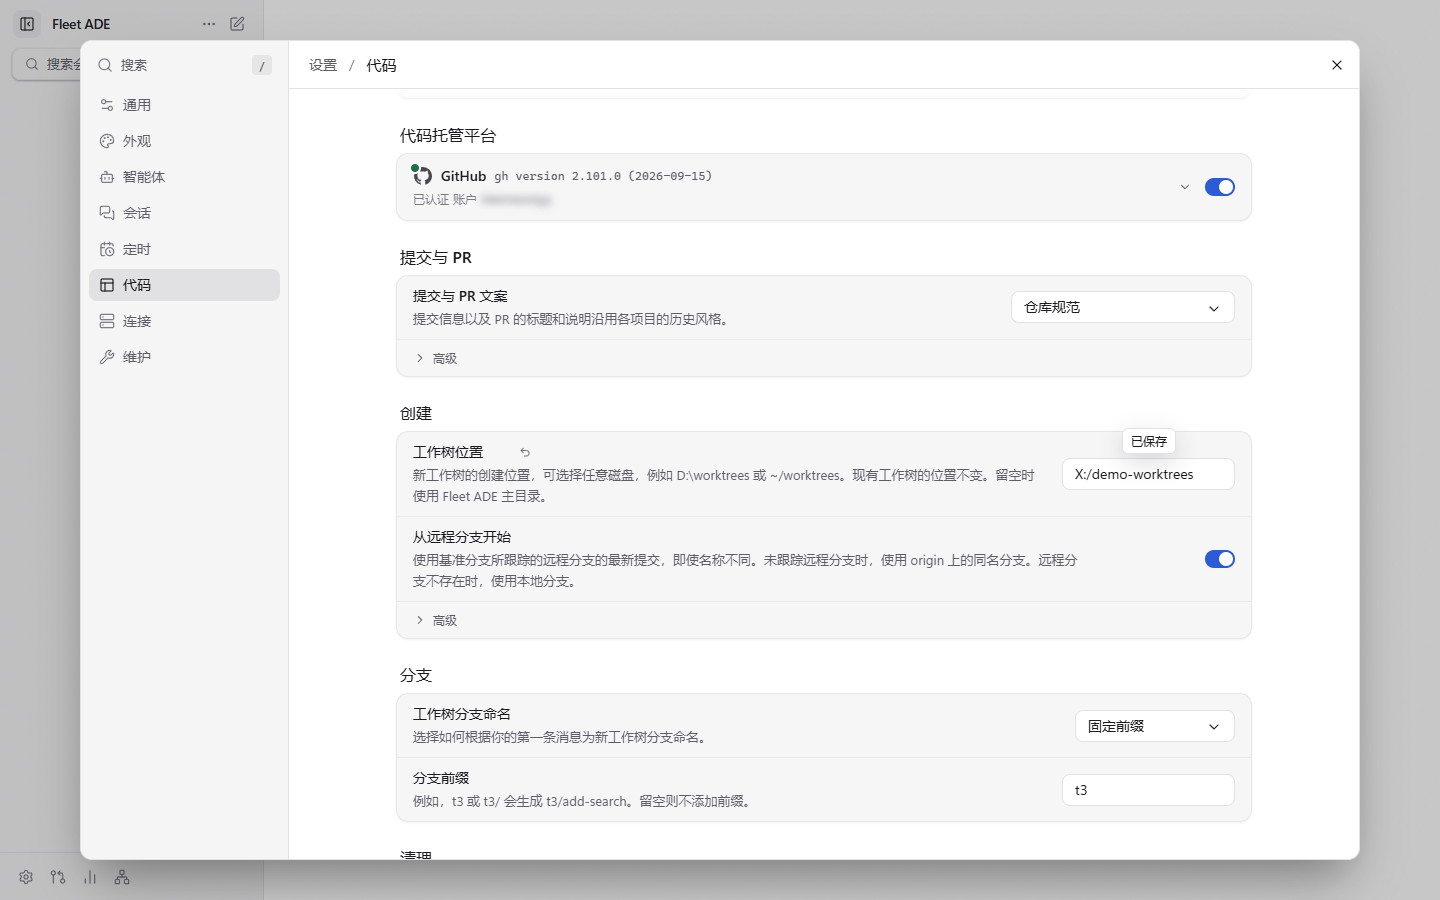 Fleet ADE
搜索
搜索
/
通用
外观
智能体
会话
定时
代码
连接
维护
设置 / 代码
代码托管平台
GitHub gh version 2.101.0 (2026-09-15)
已认证 账户
提交与 PR
提交与 PR 文案
提交信息以及 PR 的标题和说明沿用各项目的历史风格。
仓库规范
高级
创建
已保存
工作树位置
新工作树的创建位置，可选择任意磁盘，例如 D:\worktrees 或 ~/worktrees。现有工作树的位置不变。留空时
使用 Fleet ADE 主目录。
X:/demo-worktrees
从远程分支开始
使用基准分支所跟踪的远程分支的最新提交，即使名称不同。未跟踪远程分支时，使用 origin 上的同名分支。远程分
支不存在时，使用本地分支。
高级
分支
工作树分支命名
选择如何根据你的第一条消息为新工作树分支命名。
固定前缀
分支前缀
例如，t3 或 t3/ 会生成 t3/add-search。留空则不添加前缀。
t3
清理